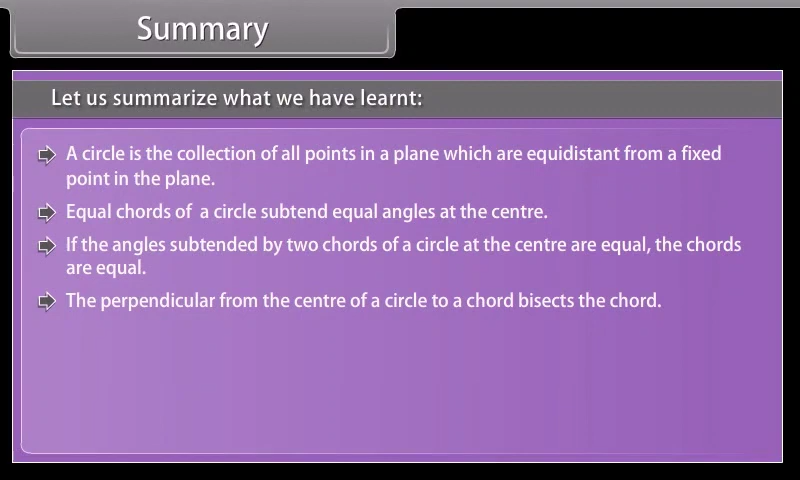 Summary
Let us summarize what we have learnt:
A circle is the collection of all points in a plane which are equidistant from a fixed
point in the plane.
Equal chords of a circle subtend equal angles at the centre.
If the angles subtended by two chords of a circle at the centre are equal, the chords
are equal.
The perpendicular from the centre of a circle to a chord bisects the chord.